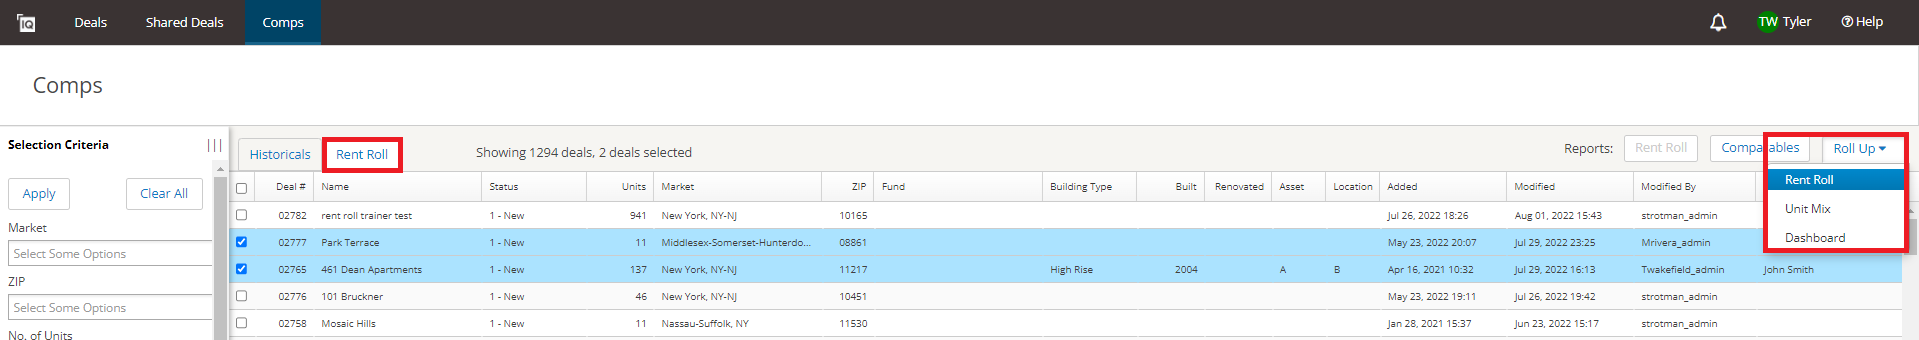 IQ Deals Shared Deals Comps TW Tyler Help
Comps
Selection Criteria
Historicals Rent Roll Showing 1294 deals, 2 deals selected Reports: Rent Roll Comparables Roll Up
Apply Clear All
Market
Select Some Options
ZIP
Select Some Options
No. of Units
Deal # Name Status Units Market ZIP Fund Building Type Built Renovated Asset Location Added Modified Modified By
02782 rent roll trainer test 1 - New 941 New York, NY-NJ 10165 Jul 26, 2022 18:26 Aug 01, 2022 15:43 strotman_admin
02777 Park Terrace 1 - New 11 Middlesex-Somerset-Hunterdo... 08861 May 23, 2022 20:07 Jul 29, 2022 23:25 Mrivera_admin
02765 461 Dean Apartments 1 - New 137 New York, NY-NJ 11217 High Rise 2004 A B Apr 16, 2021 10:32 Jul 29, 2022 16:13 Twakefield_admin John Smith
02776 101 Bruckner 1 - New 46 New York, NY-NJ 10451 May 23, 2022 19:11 Jul 26, 2022 19:42 strotman_admin
02758 Mosaic Hills 1 - New 11 Nassau-Suffolk, NY 11530 Jan 28, 2021 15:37 Jun 23, 2022 15:17 strotman_admin
Rent Roll
Unit Mix
Dashboard